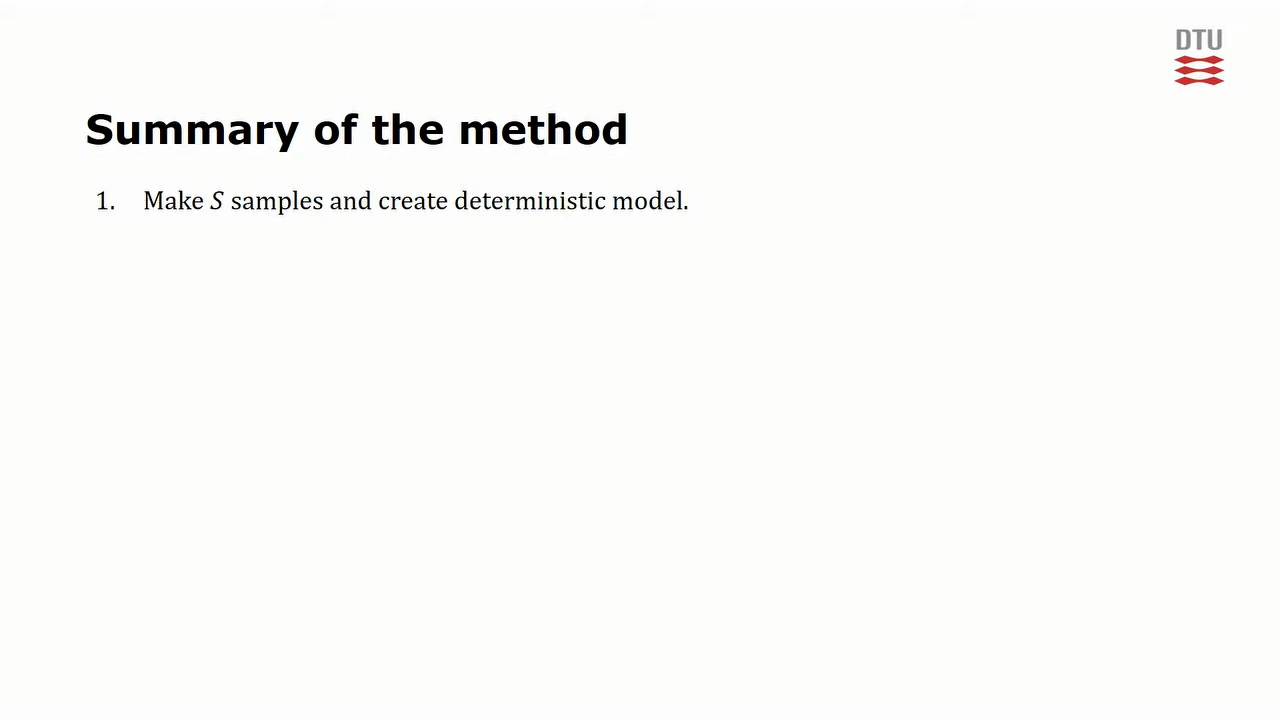 DTU
Summary of the method
1. Make S samples and create deterministic model.